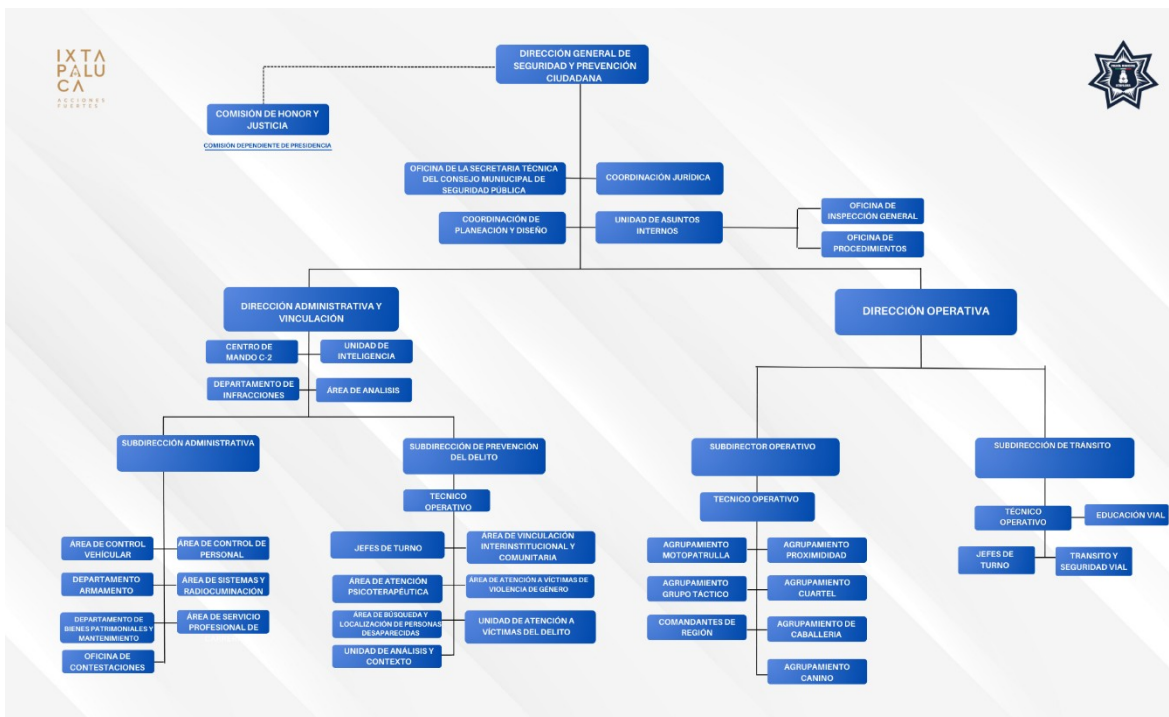 IXTA
PALU
CA
ACCIONES
FUERTES
DIRECCIÓN GENERAL DE
SEGURIDAD Y PREVENCIÓN
CIUDADANA
COMISIÓN DE HONOR Y
JUSTICIA
COMISIÓN DEPENDIENTE DE PRESIDENCIA
OFICINA DE LA SECRETARIA TÉCNICA
DEL CONSEJO MUNIUCIPAL DE
SEGURIDAD PÚBLICA
COORDINACIÓN JURÍDICA
COORDINACIÓN DE
PLANEACIÓN Y DISEÑO
UNIDAD DE ASUNTOS
INTERNOS
OFICINA DE
INSPECCIÓN GENERAL
OFICINA DE
PROCEDIMIENTOS
DIRECCIÓN ADMINISTRATIVA Y
VINCULACIÓN
DIRECCIÓN OPERATIVA
CENTRO DE
MANDO C-2
UNIDAD DE
INTELIGENCIA
DEPARTAMENTO DE
INFRACCIONES
ÁREA DE ANALISIS
SUBDIRECCIÓN ADMINISTRATIVA
SUBDIRECCIÓN DE PREVENCIÓN
DEL DELITO
SUBDIRECTOR OPERATIVO
SUBDIRECCIÓN DE TRÁNSITO
ÁREA DE CONTROL
VEHÍCULAR
ÁREA DE CONTROL DE
PERSONAL
DEPARTAMENTO
ARMAMENTO
ÁREA DE SISTEMAS Y
RADIOCUMINACIÓN
DEPARTAMENTO DE
BIENES PATRIMONIALES Y
MANTENIMIENTO
ÁREA DE SERVICIO
PROFESIONAL DE
OFICINA DE
CONTESTACIONES
TECNICO
OPERATIVO
JEFES DE TURNO
ÁREA DE VINCULACIÓN
INTERINSTITUCIONAL Y
COMUNITARIA
ÁREA DE ATENCIÓN
PSICOTERAPÉUTICA
ÁREA DE ATENCIÓN A VÍCTIMAS DE
VIOLENCIA DE GÉNERO
ÁREA DE BÚSQUEDA Y
LOCALIZACIÓN DE PERSONAS
DESAPARECIDAS
UNIDAD DE ATENCIÓN A
VÍCTIMAS DEL DELITO
UNIDAD DE ANÁLISIS Y
CONTEXTO
TECNICO OPERATIVO
AGRUPAMIENTO
MOTOPATRULLA
AGRUPAMIENTO
PROXIMIDIDAD
AGRUPAMIENTO
GRUPO TÁCTICO
AGRUPAMIENTO
CUARTEL
COMANDANTES DE
REGIÓN
AGRUPAMIENTO DE
CABALLERIA
AGRUPAMIENTO
CANINO
TÉCNICO
OPERATIVO
EDUCACIÓN VIAL
JEFES DE
TURNO
TRANSITO Y
SEGURIDAD VIAL